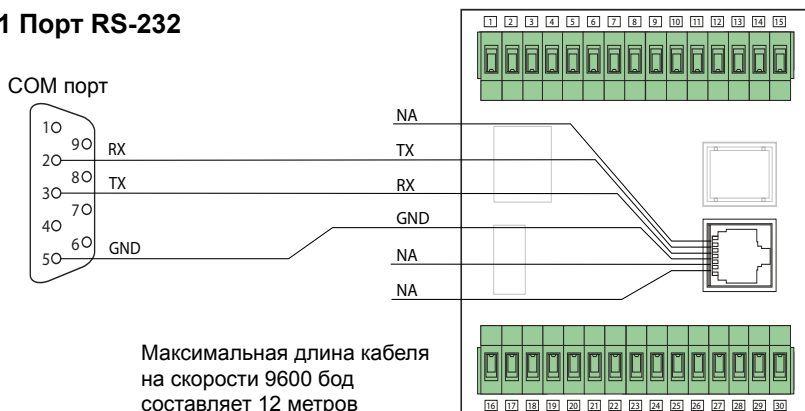 1 Порт RS-232
1 2 3 4 5 6 7 8 9 10 11 12 13 14 15
COM порт
1
9
2
8
3
7
4
6
5
RX
TX
GND
NA
TX
RX
GND
NA
NA
Максимальная длина кабеля
на скорости 9600 бод
составляет 12 метров
16 17 18 19 20 21 22 23 24 25 26 27 28 29 30